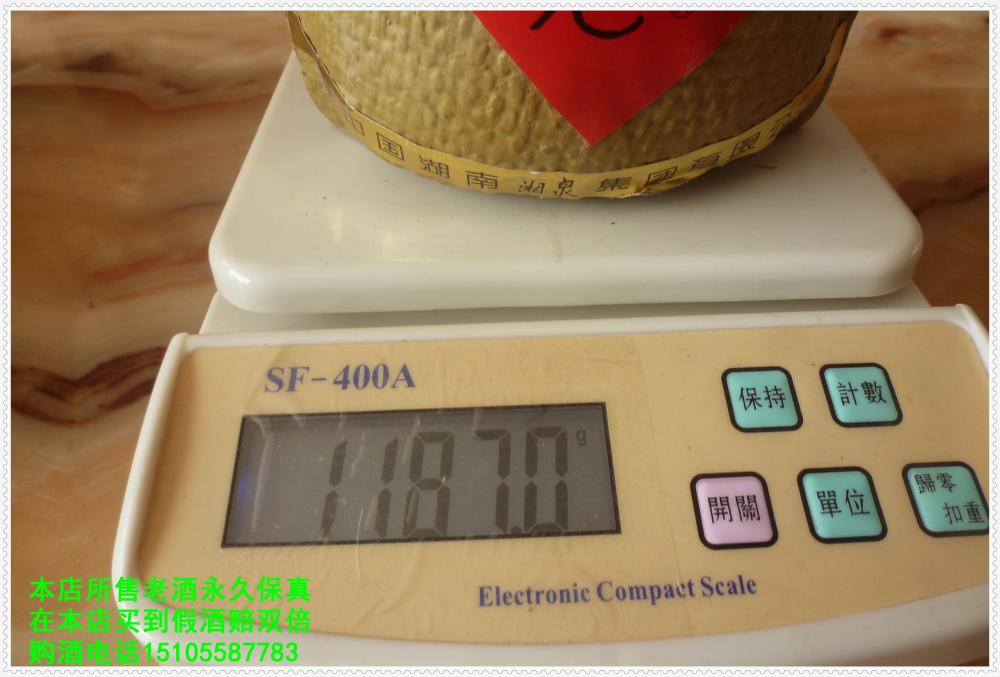 中国湖南湘泉集团有限公
SF-400A
1187.0 g
保持
計數
開關
單位
歸零
扣重
Electronic Compact Scale
本店所售老酒永久保真
在本店买到假酒赔双倍
购酒电话15105587783